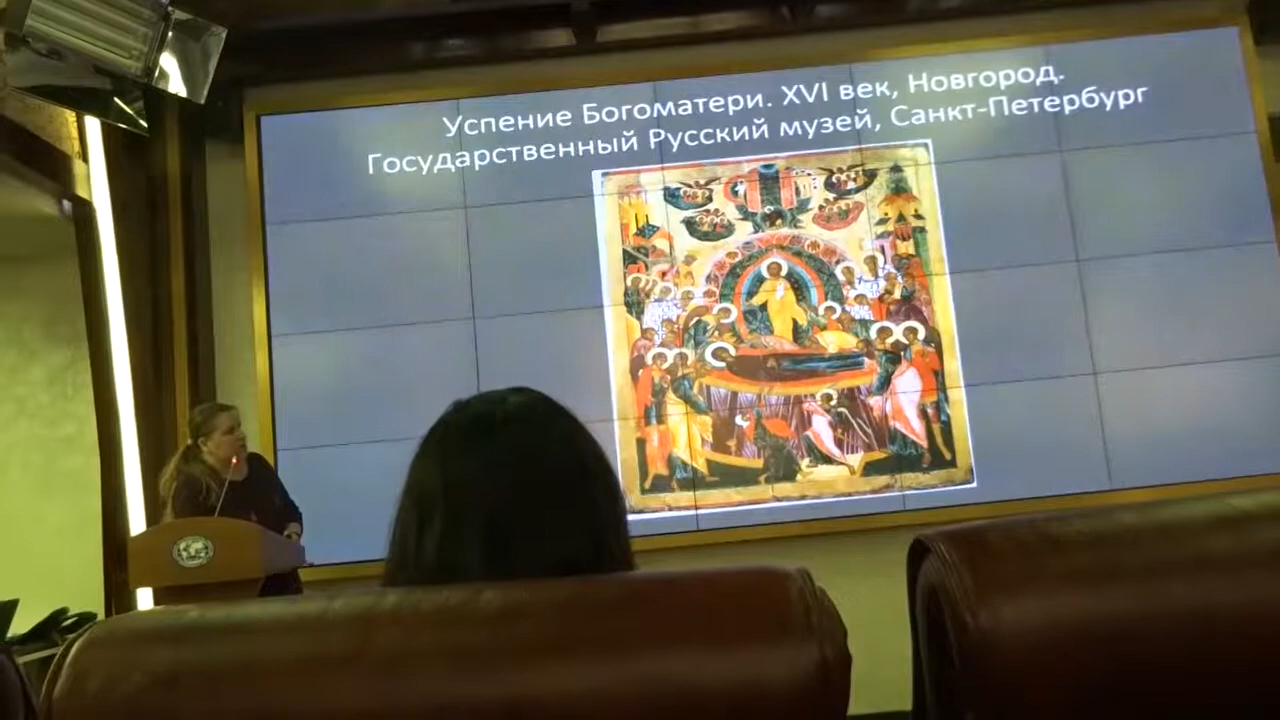 Успение Богоматери. XVI век, Новгород.
Государственный Русский музей, Санкт-Петербург